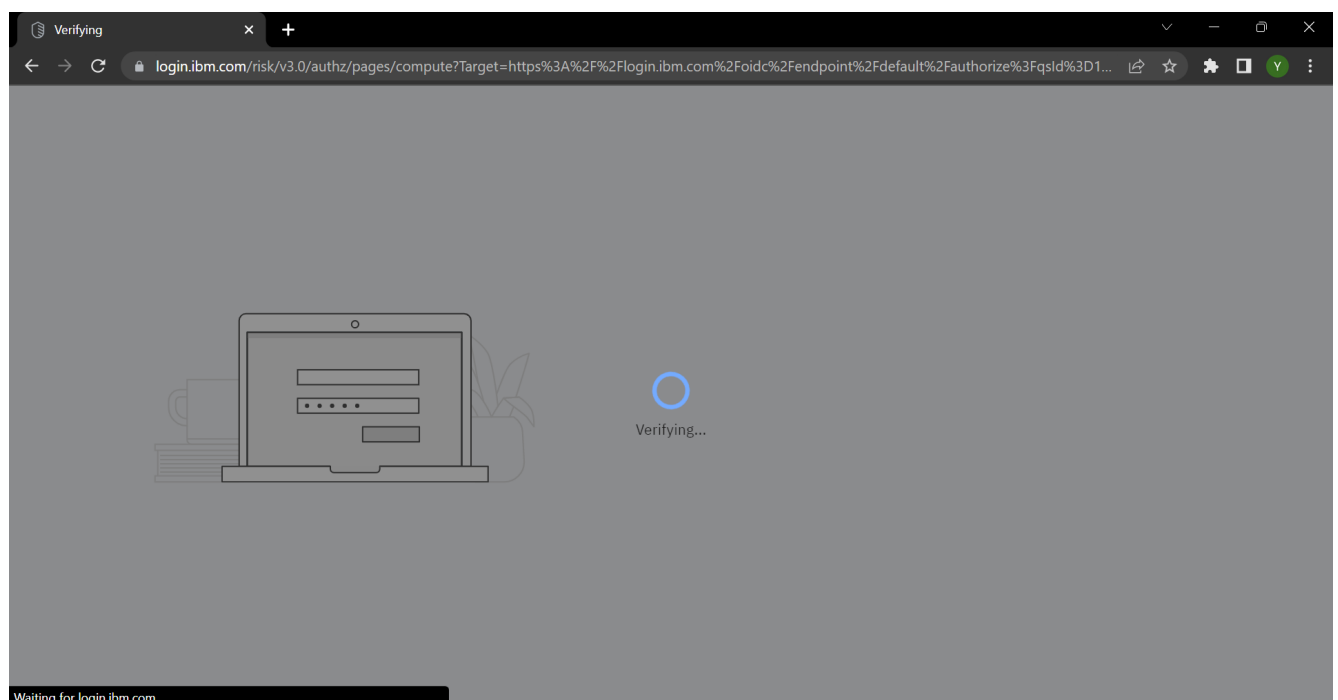 Verifying
login.ibm.com/risk/v3.0/authz/pages/compute?Target=https%3A%2F%2Flogin.ibm.com%2Foidc%2Fendpoint%2Fdefault%2Fauthorize%3FqsId%3D1...
Y
Verifying...
Waiting for login.ibm.com